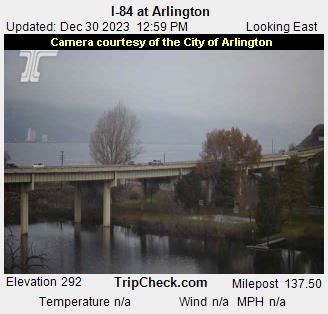 I-84 at Arlington
Updated: Dec 30 2023 12:59 PM Looking East
Camera courtesy of the City of Arlington
Elevation 292 TripCheck.com Milepost 137.50
Temperature n/a Wind n/a MPH n/a